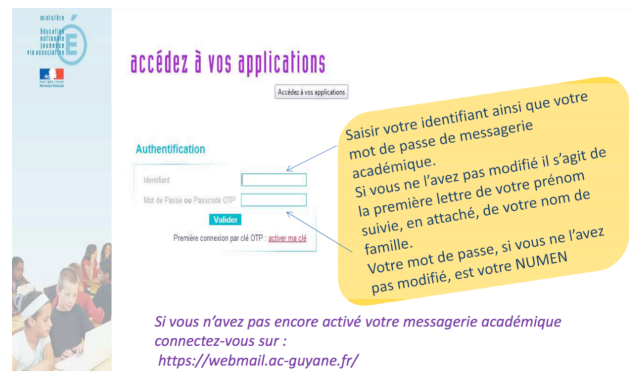 ministère
éducation
nationale
jeunesse
vie associative
É
accédez à vos applications
Accédez à vos applications
Authentification
Identifiant
Mot de Passe ou Passcode OTP
Valider
Première connexion par clé OTP : activer ma clé
Saisir votre identifiant ainsi que votre
mot de passe de messagerie
académique.
Si vous ne l'avez pas modifié il s'agit de
la première lettre de votre prénom
suivie, en attaché, de votre nom de
famille.
Votre mot de passe, si vous ne l'avez
pas modifié, est votre NUMEN
Si vous n'avez pas encore activé votre messagerie académique
connectez-vous sur :
https://webmail.ac-guyane.fr/